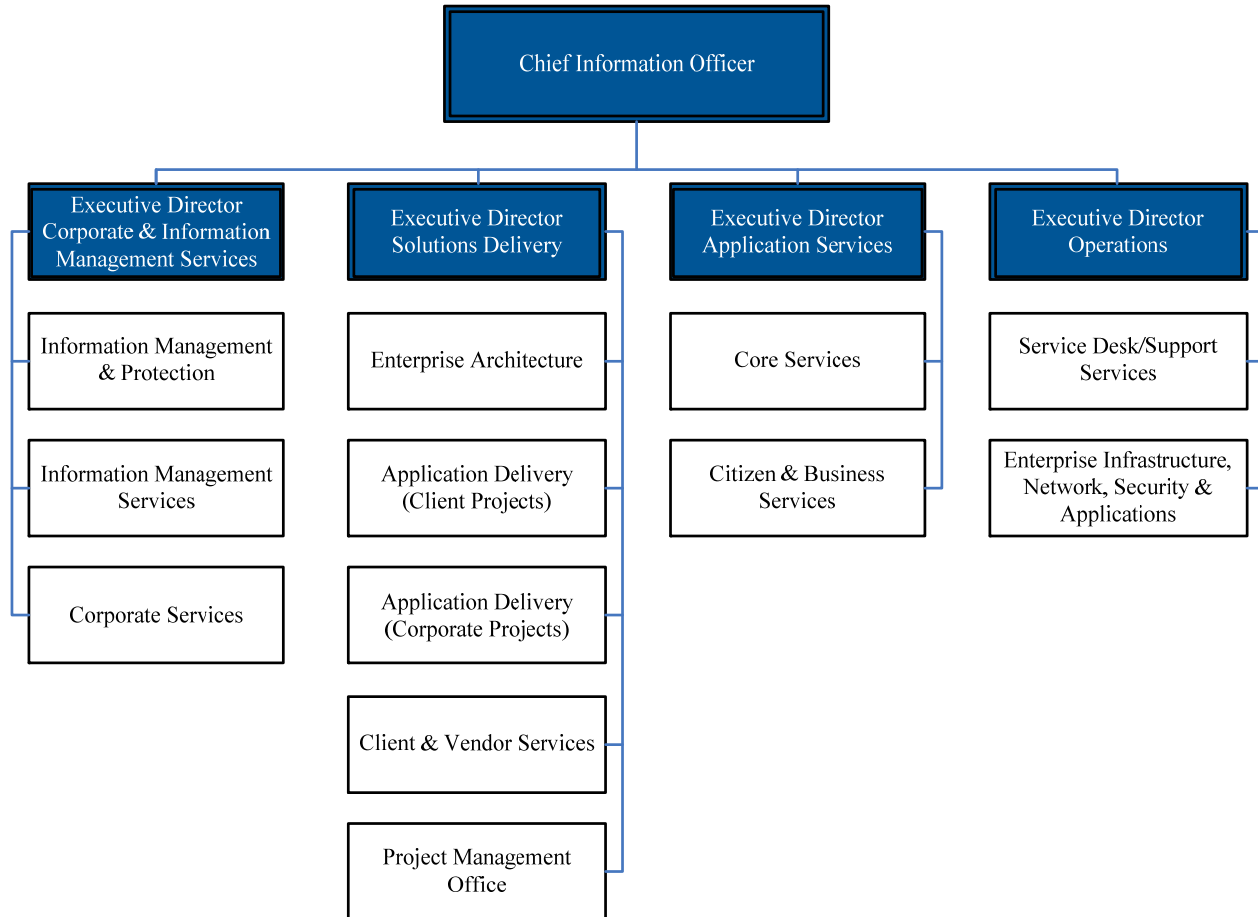 Chief Information Officer
Executive Director
Corporate & Information
Management Services
Executive Director
Solutions Delivery
Executive Director
Application Services
Executive Director
Operations
Information Management
& Protection
Enterprise Architecture
Core Services
Service Desk/Support
Services
Information Management
Services
Application Delivery
(Client Projects)
Citizen & Business
Services
Enterprise Infrastructure,
Network, Security &
Applications
Corporate Services
Application Delivery
(Corporate Projects)
Client & Vendor Services
Project Management
Office